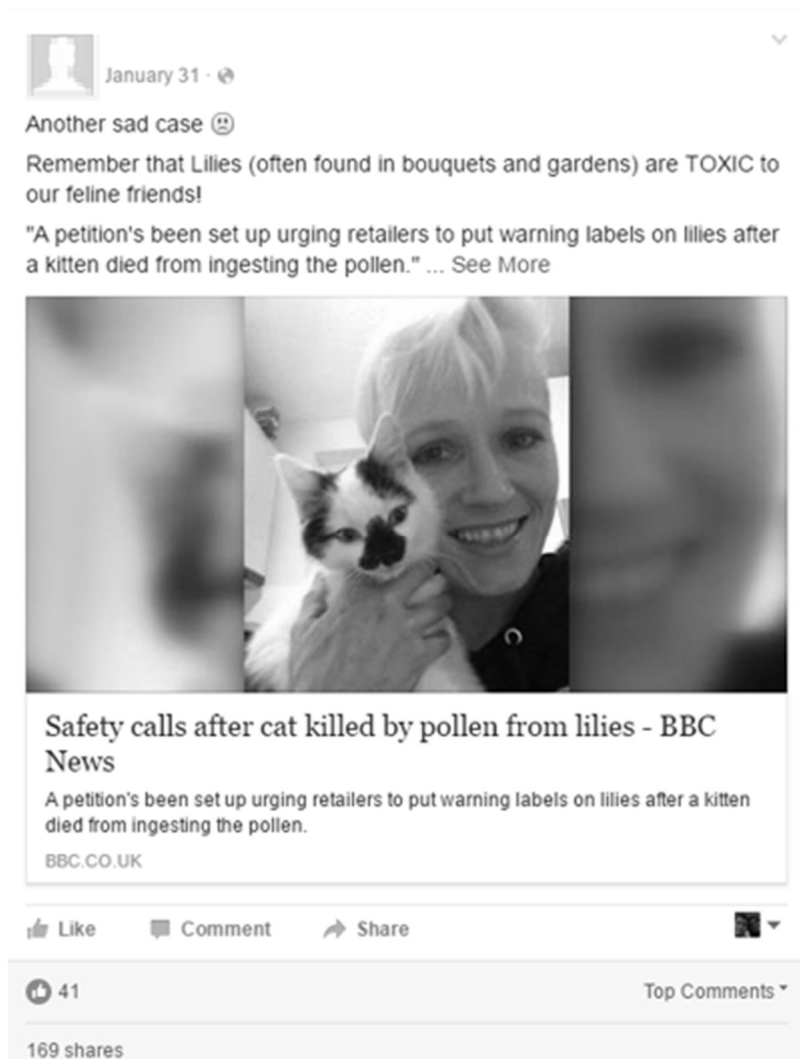 January 31 ·
Another sad case
Remember that Lilies (often found in bouquets and gardens) are TOXIC to
our feline friends!
"A petition's been set up urging retailers to put warning labels on lilies after
a kitten died from ingesting the pollen." ... See More
Safety calls after cat killed by pollen from lilies - BBC
News
A petition's been set up urging retailers to put warning labels on lilies after a kitten
died from ingesting the pollen.
BBC.CO.UK
Like Comment Share
41 Top Comments
169 shares